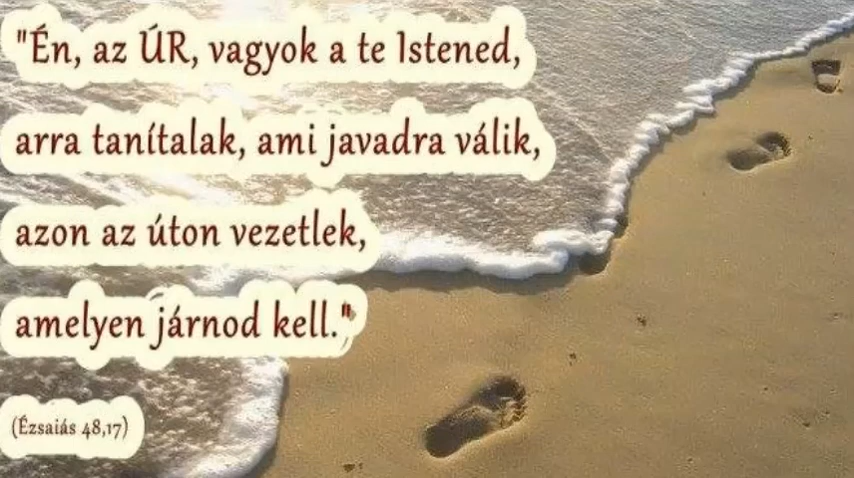 "Én, az ÚR, vagyok a te Istened,
arra tanítalak, ami javadra válik,
azon az úton vezetlek,
amelyen járnod kell."
(Ézsaiás 48,17)